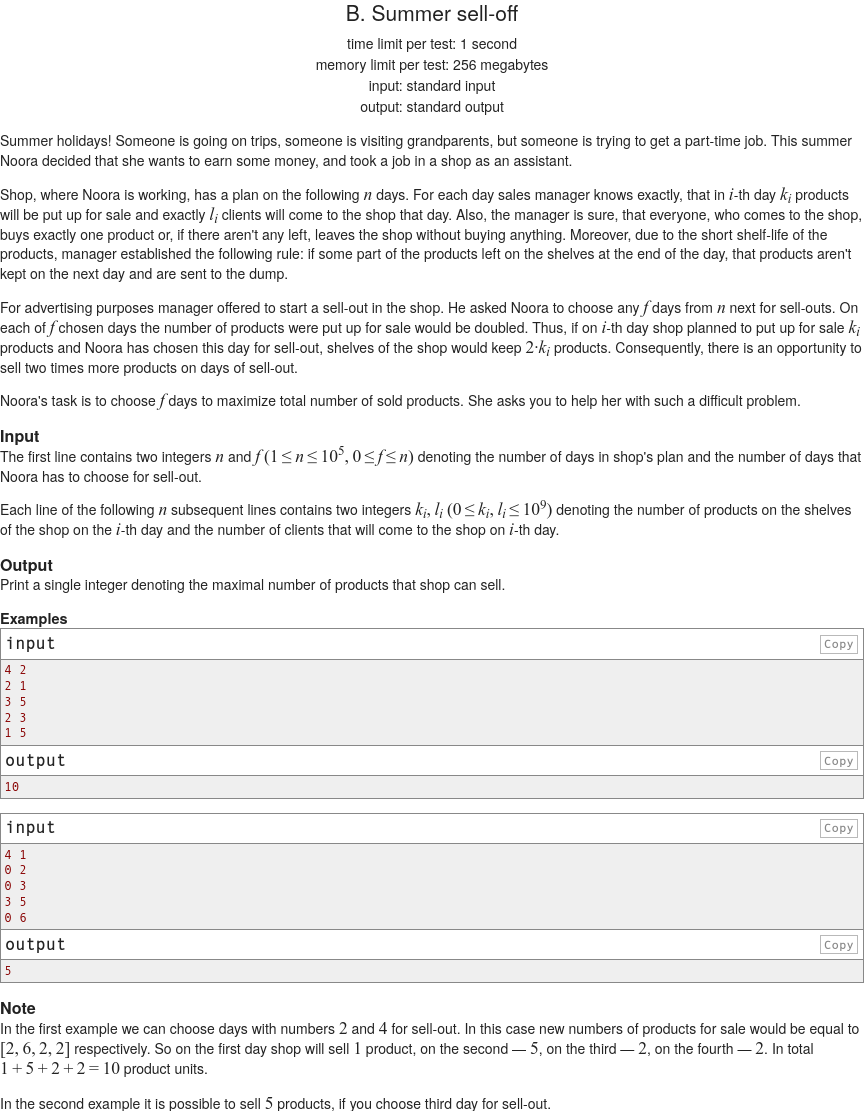 B. Summer sell-off
time limit per test: 1 second
memory limit per test: 256 megabytes
input: standard input
output: standard output
Summer holidays! Someone is going on trips, someone is visiting grandparents, but someone is trying to get a part-time job. This summer
Noora decided that she wants to earn some money, and took a job in a shop as an assistant.
Shop, where Noora is working, has a plan on the following n days. For each day sales manager knows exactly, that in i-th day k_i products
will be put up for sale and exactly l_i clients will come to the shop that day. Also, the manager is sure, that everyone, who comes to the shop,
buys exactly one product or, if there aren't any left, leaves the shop without buying anything. Moreover, due to the short shelf-life of the
products, manager established the following rule: if some part of the products left on the shelves at the end of the day, that products aren't
kept on the next day and are sent to the dump.
For advertising purposes manager offered to start a sell-out in the shop. He asked Noora to choose any f days from n next for sell-outs. On
each of f chosen days the number of products were put up for sale would be doubled. Thus, if on i-th day shop planned to put up for sale k_i
products and Noora has chosen this day for sell-out, shelves of the shop would keep 2·k_i products. Consequently, there is an opportunity to
sell two times more products on days of sell-out.
Noora's task is to choose f days to maximize total number of sold products. She asks you to help her with such a difficult problem.
Input
The first line contains two integers n and f (1 ≤ n ≤ 10^5, 0 ≤ f ≤ n) denoting the number of days in shop's plan and the number of days that
Noora has to choose for sell-out.
Each line of the following n subsequent lines contains two integers k_i, l_i (0 ≤ k_i, l_i ≤ 10^9) denoting the number of products on the shelves
of the shop on the i-th day and the number of clients that will come to the shop on i-th day.
Output
Print a single integer denoting the maximal number of products that shop can sell.
Examples
input Copy
4 2
2 1
3 5
2 3
1 5
output Copy
10
input Copy
4 1
0 2
0 3
3 5
0 6
output Copy
5
Note
In the first example we can choose days with numbers 2 and 4 for sell-out. In this case new numbers of products for sale would be equal to
[2, 6, 2, 2] respectively. So on the first day shop will sell 1 product, on the second — 5, on the third — 2, on the fourth — 2. In total
1 + 5 + 2 + 2 = 10 product units.
In the second example it is possible to sell 5 products, if you choose third day for sell-out.